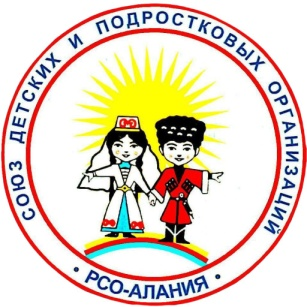 СОЮЗ ДЕТСКИХ И ПОДРОСТКОВЫХ ОРГАНИЗАЦИЙ
• РСО-АЛАНИЯ •